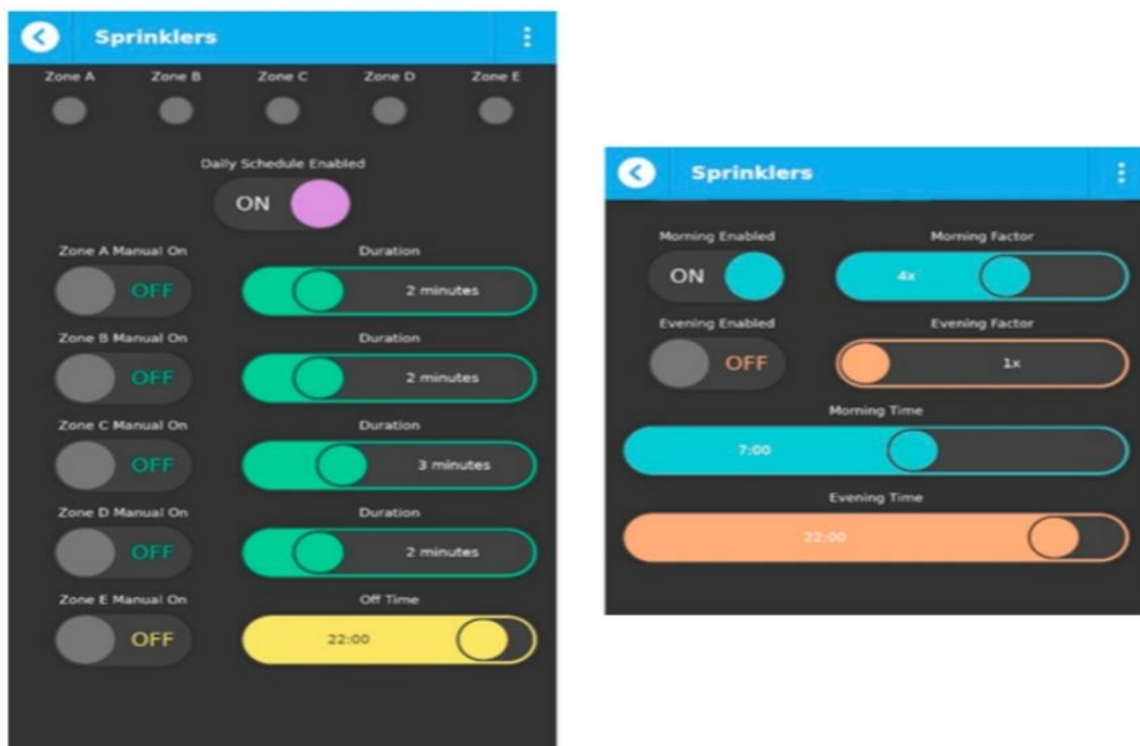 Sprinklers
Zone A Zone B Zone C Zone D Zone E
Daily Schedule Enabled
ON
Zone A Manual On Duration
OFF 2 minutes
Zone B Manual On Duration
OFF 2 minutes
Zone C Manual On Duration
OFF 3 minutes
Zone D Manual On Duration
OFF 2 minutes
Zone E Manual On Off Time
OFF 22:00
Sprinklers
Morning Enabled Morning Factor
ON 4x
Evening Enabled Evening Factor
OFF 1x
Morning Time
7:00
Evening Time
22:00